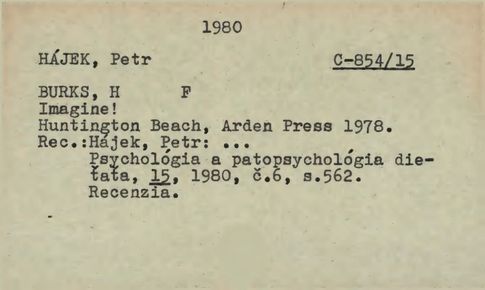 1980
HÁJEK, Petr C-854/15
BURKS, H F
Imagine!
Huntington Beach, Arden Press 1978.
Rec.:Hájek, Petr: ...
Psychológia a patopsychológia die-
ťaťa, 15, 1980, č.6, s.562.
Recenzia.